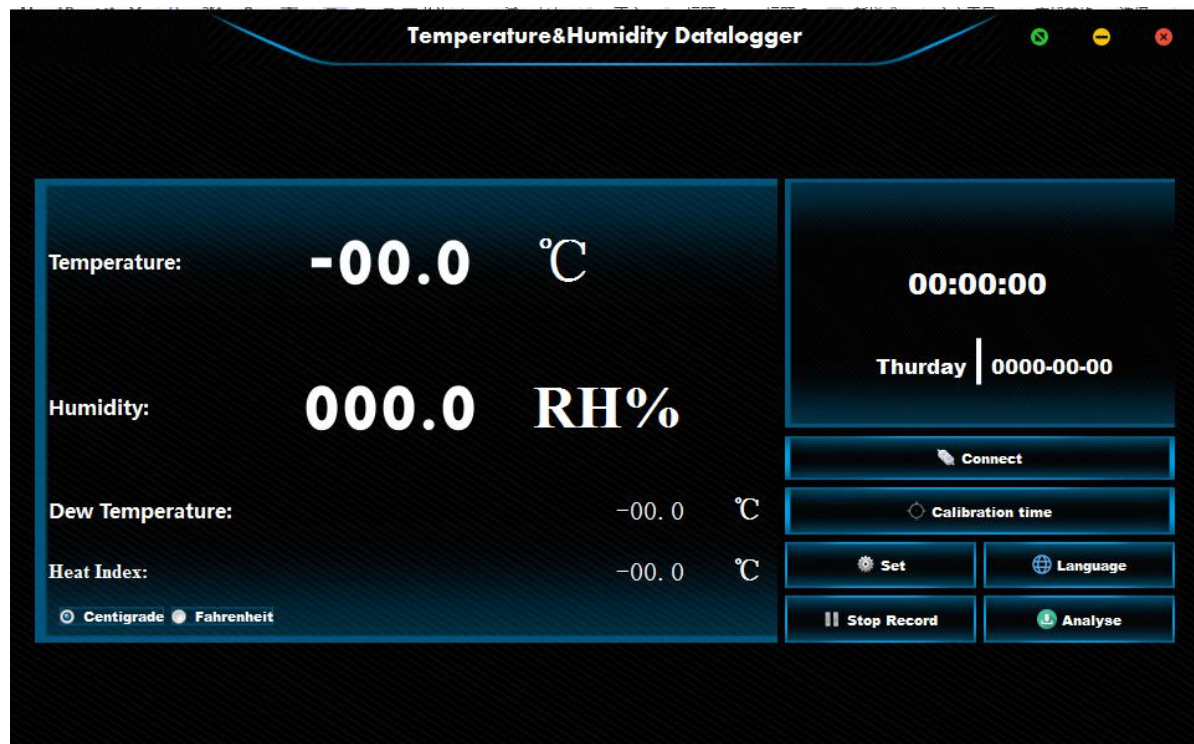 Temperature&Humidity Datalogger
Temperature: -00.0 ℃
Humidity: 000.0 RH%
Dew Temperature: -00.0 ℃
Heat Index: -00.0 ℃
Centigrade Fahrenheit
00:00:00
Thurday 0000-00-00
Connect
Calibration time
Set Language
Stop Record Analyse